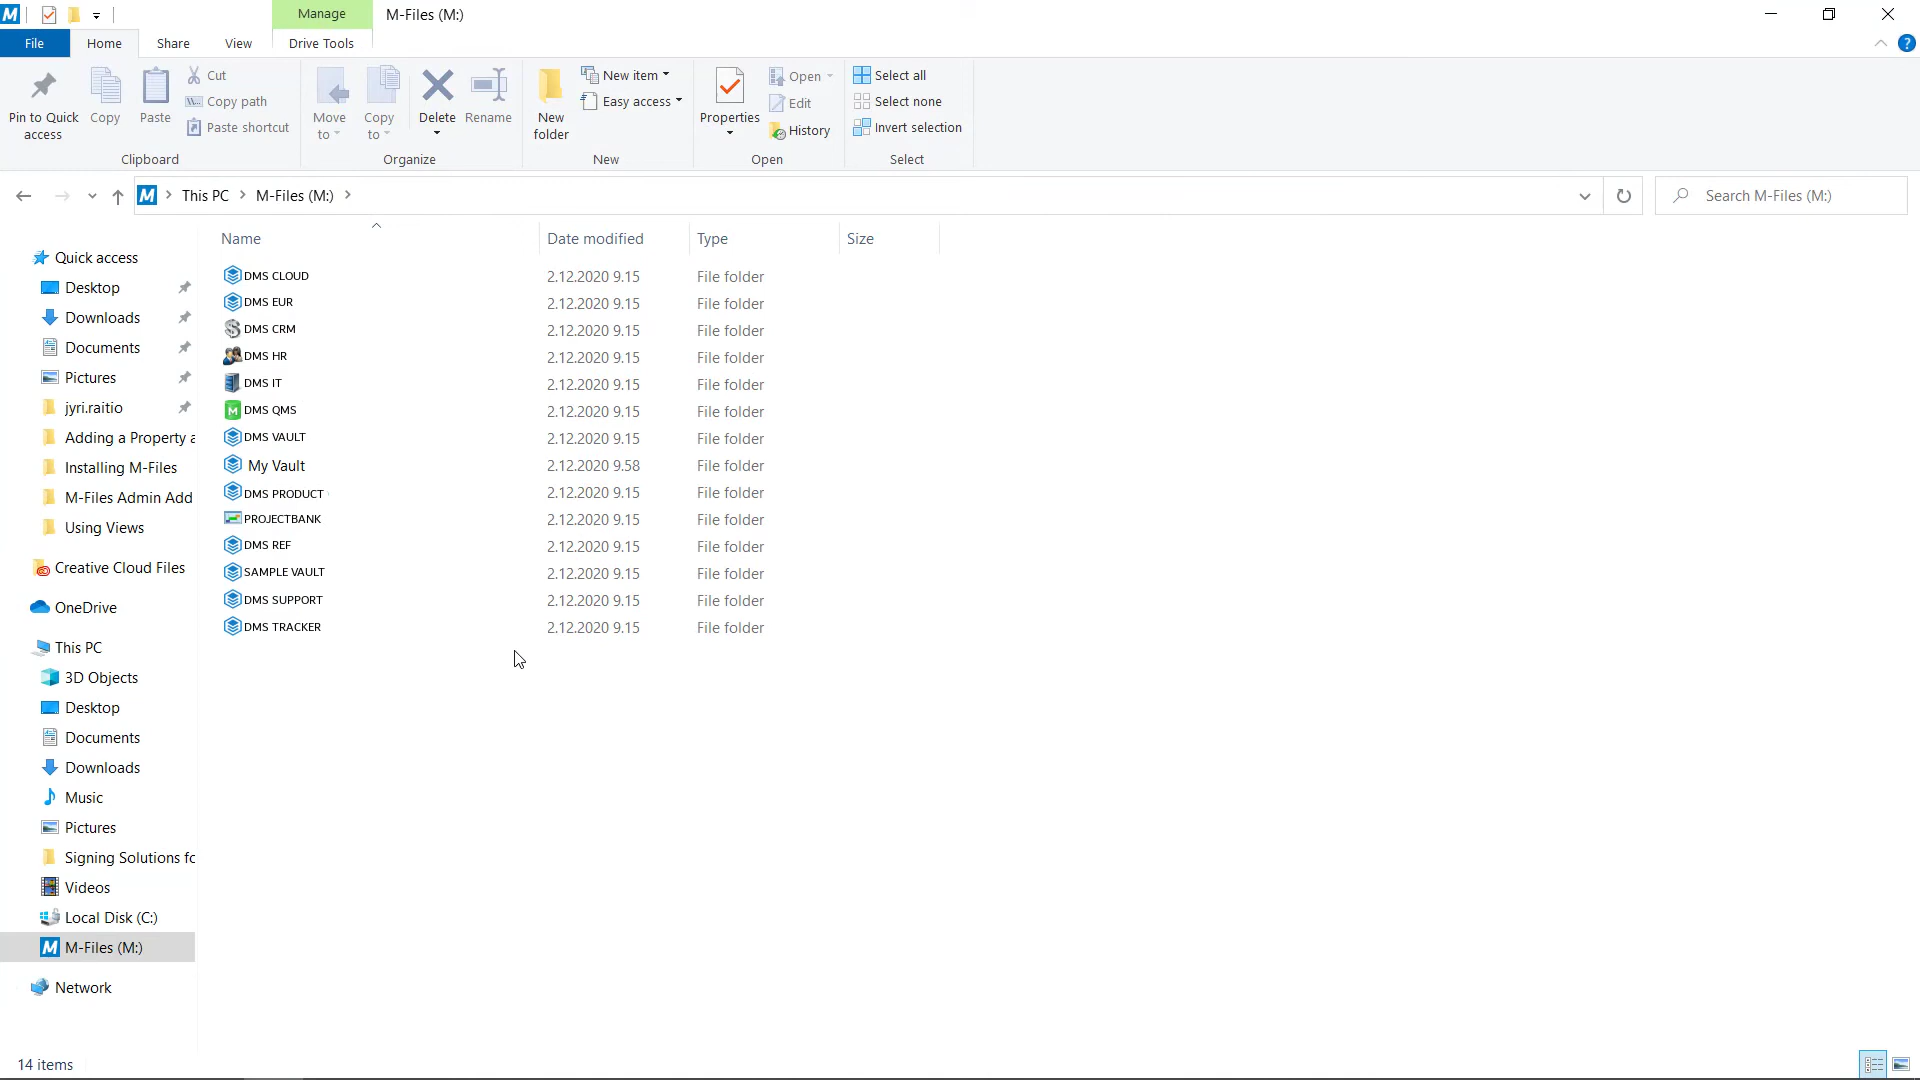 Manage
M-Files (M:)
File
Home
Share
View
Drive Tools
Pin to Quick access
Copy
Paste
Cut
Copy path
Paste shortcut
Clipboard
Move to
Copy to
Delete
Rename
Organize
New folder
New item
Easy access
New
Properties
Open
Edit
History
Open
Select all
Select none
Invert selection
Select
This PC
M-Files (M:)
Search M-Files (M:)
Name
Date modified
Type
Size
DMS CLOUD 2.12.2020 9.15 File folder
DMS EUR 2.12.2020 9.15 File folder
DMS CRM 2.12.2020 9.15 File folder
DMS HR 2.12.2020 9.15 File folder
DMS IT 2.12.2020 9.15 File folder
DMS QMS 2.12.2020 9.15 File folder
DMS VAULT 2.12.2020 9.15 File folder
My Vault 2.12.2020 9.58 File folder
DMS PRODUCT 2.12.2020 9.15 File folder
PROJECTBANK 2.12.2020 9.15 File folder
DMS REF 2.12.2020 9.15 File folder
SAMPLE VAULT 2.12.2020 9.15 File folder
DMS SUPPORT 2.12.2020 9.15 File folder
DMS TRACKER 2.12.2020 9.15 File folder
Quick access
Desktop
Downloads
Documents
Pictures
jyri.raitio
Adding a Property a
Installing M-Files
M-Files Admin Add
Using Views
Creative Cloud Files
OneDrive
This PC
3D Objects
Desktop
Documents
Downloads
Music
Pictures
Signing Solutions fo
Videos
Local Disk (C:)
M-Files (M:)
Network
14 items